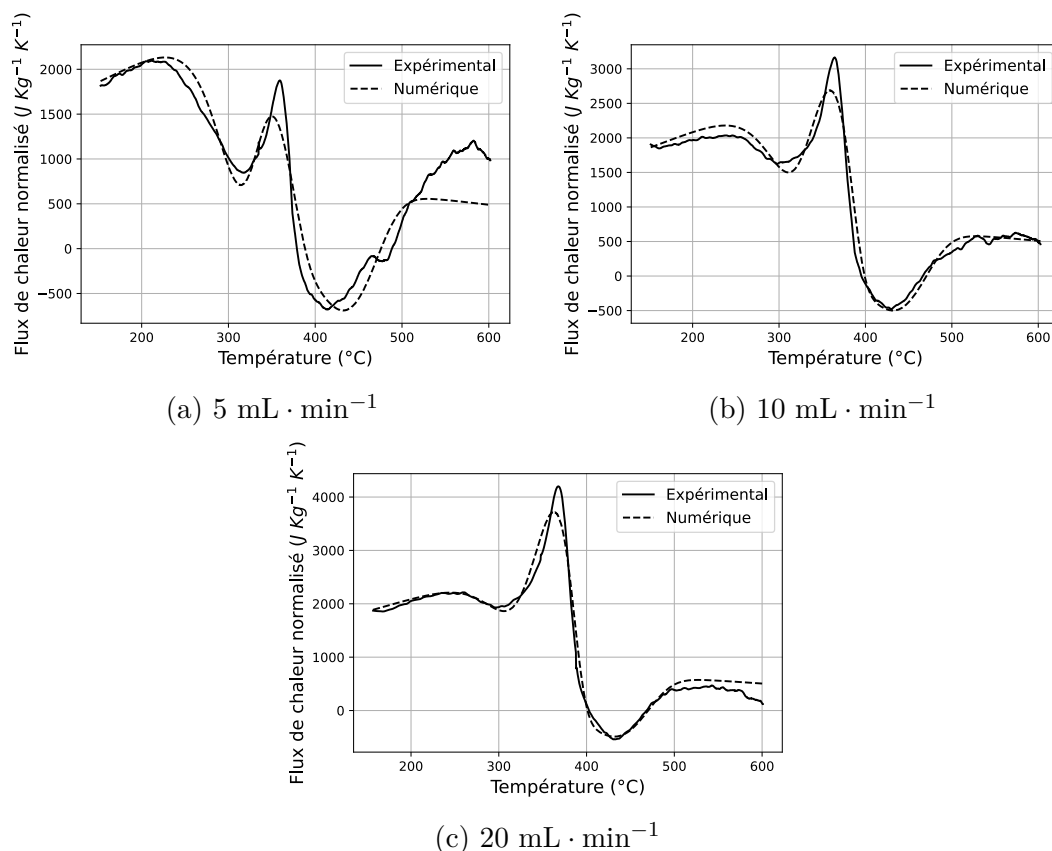 Flux de chaleur normalisé (J Kg⁻¹ K⁻¹)
2000
1500
1000
500
0
−500
Expérimental
Numérique
200 300 400 500 600
Température (°C)
(a) 5 mL · min⁻¹
Flux de chaleur normalisé (J Kg⁻¹ K⁻¹)
3000
2500
2000
1500
1000
500
0
−500
Expérimental
Numérique
200 300 400 500 600
Température (°C)
(b) 10 mL · min⁻¹
Flux de chaleur normalisé (J Kg⁻¹ K⁻¹)
4000
3000
2000
1000
0
Expérimental
Numérique
200 300 400 500 600
Température (°C)
(c) 20 mL · min⁻¹